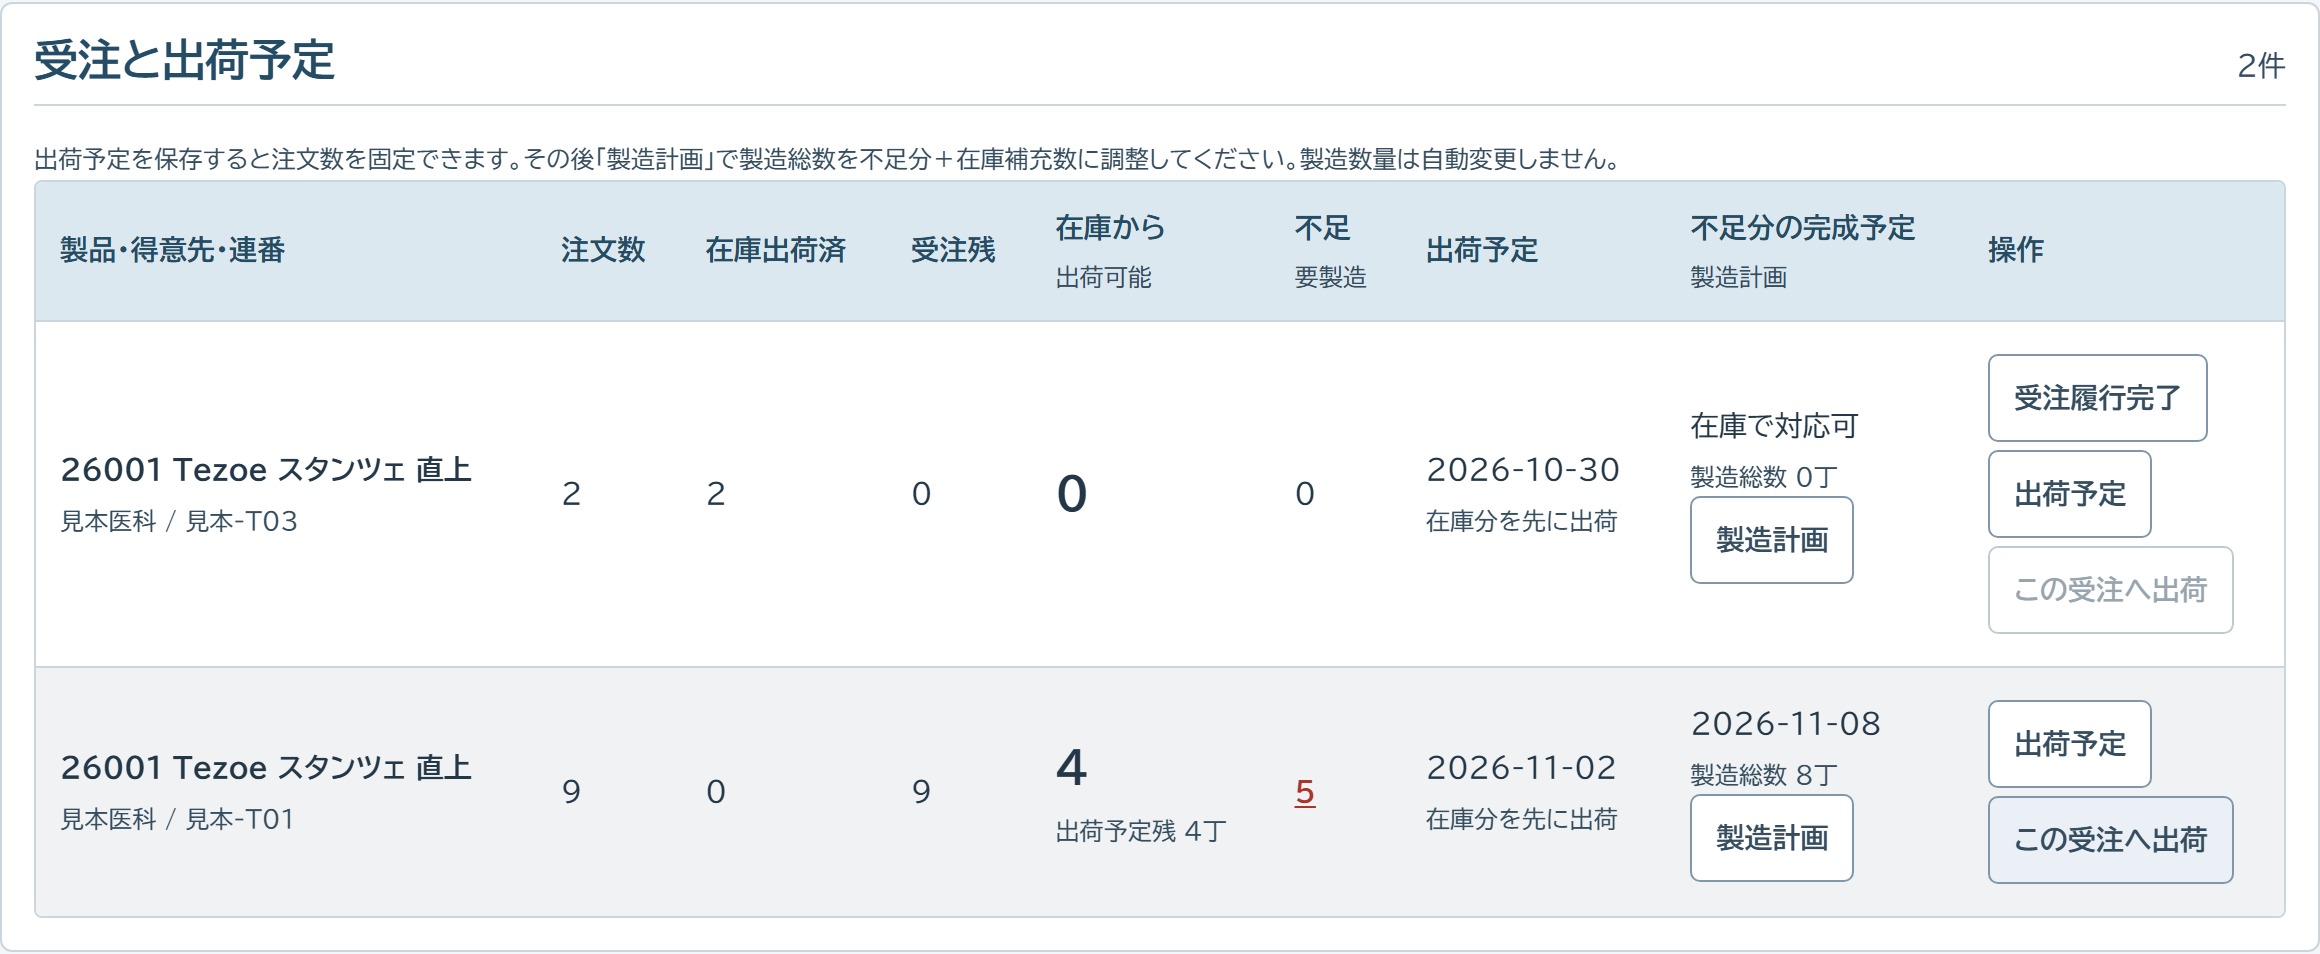 受注と出荷予定
2件
出荷予定を保存すると注文数を固定できます。その後「製造計画」で製造総数を不足分＋在庫補充数に調整してください。製造数量は自動変更しません。
製品・得意先・連番
注文数
在庫出荷済
受注残
在庫から
出荷可能
不足
要製造
出荷予定
不足分の完成予定
製造計画
操作
26001 Tezoe スタンツェ 直上
見本医科 / 見本-T03
2
2
0
0
0
2026-10-30
在庫分を先に出荷
在庫で対応可
製造総数 0丁
製造計画
受注履行完了
出荷予定
この受注へ出荷
26001 Tezoe スタンツェ 直上
見本医科 / 見本-T01
9
0
9
4
出荷予定残 4丁
5
2026-11-02
在庫分を先に出荷
2026-11-08
製造総数 8丁
製造計画
出荷予定
この受注へ出荷